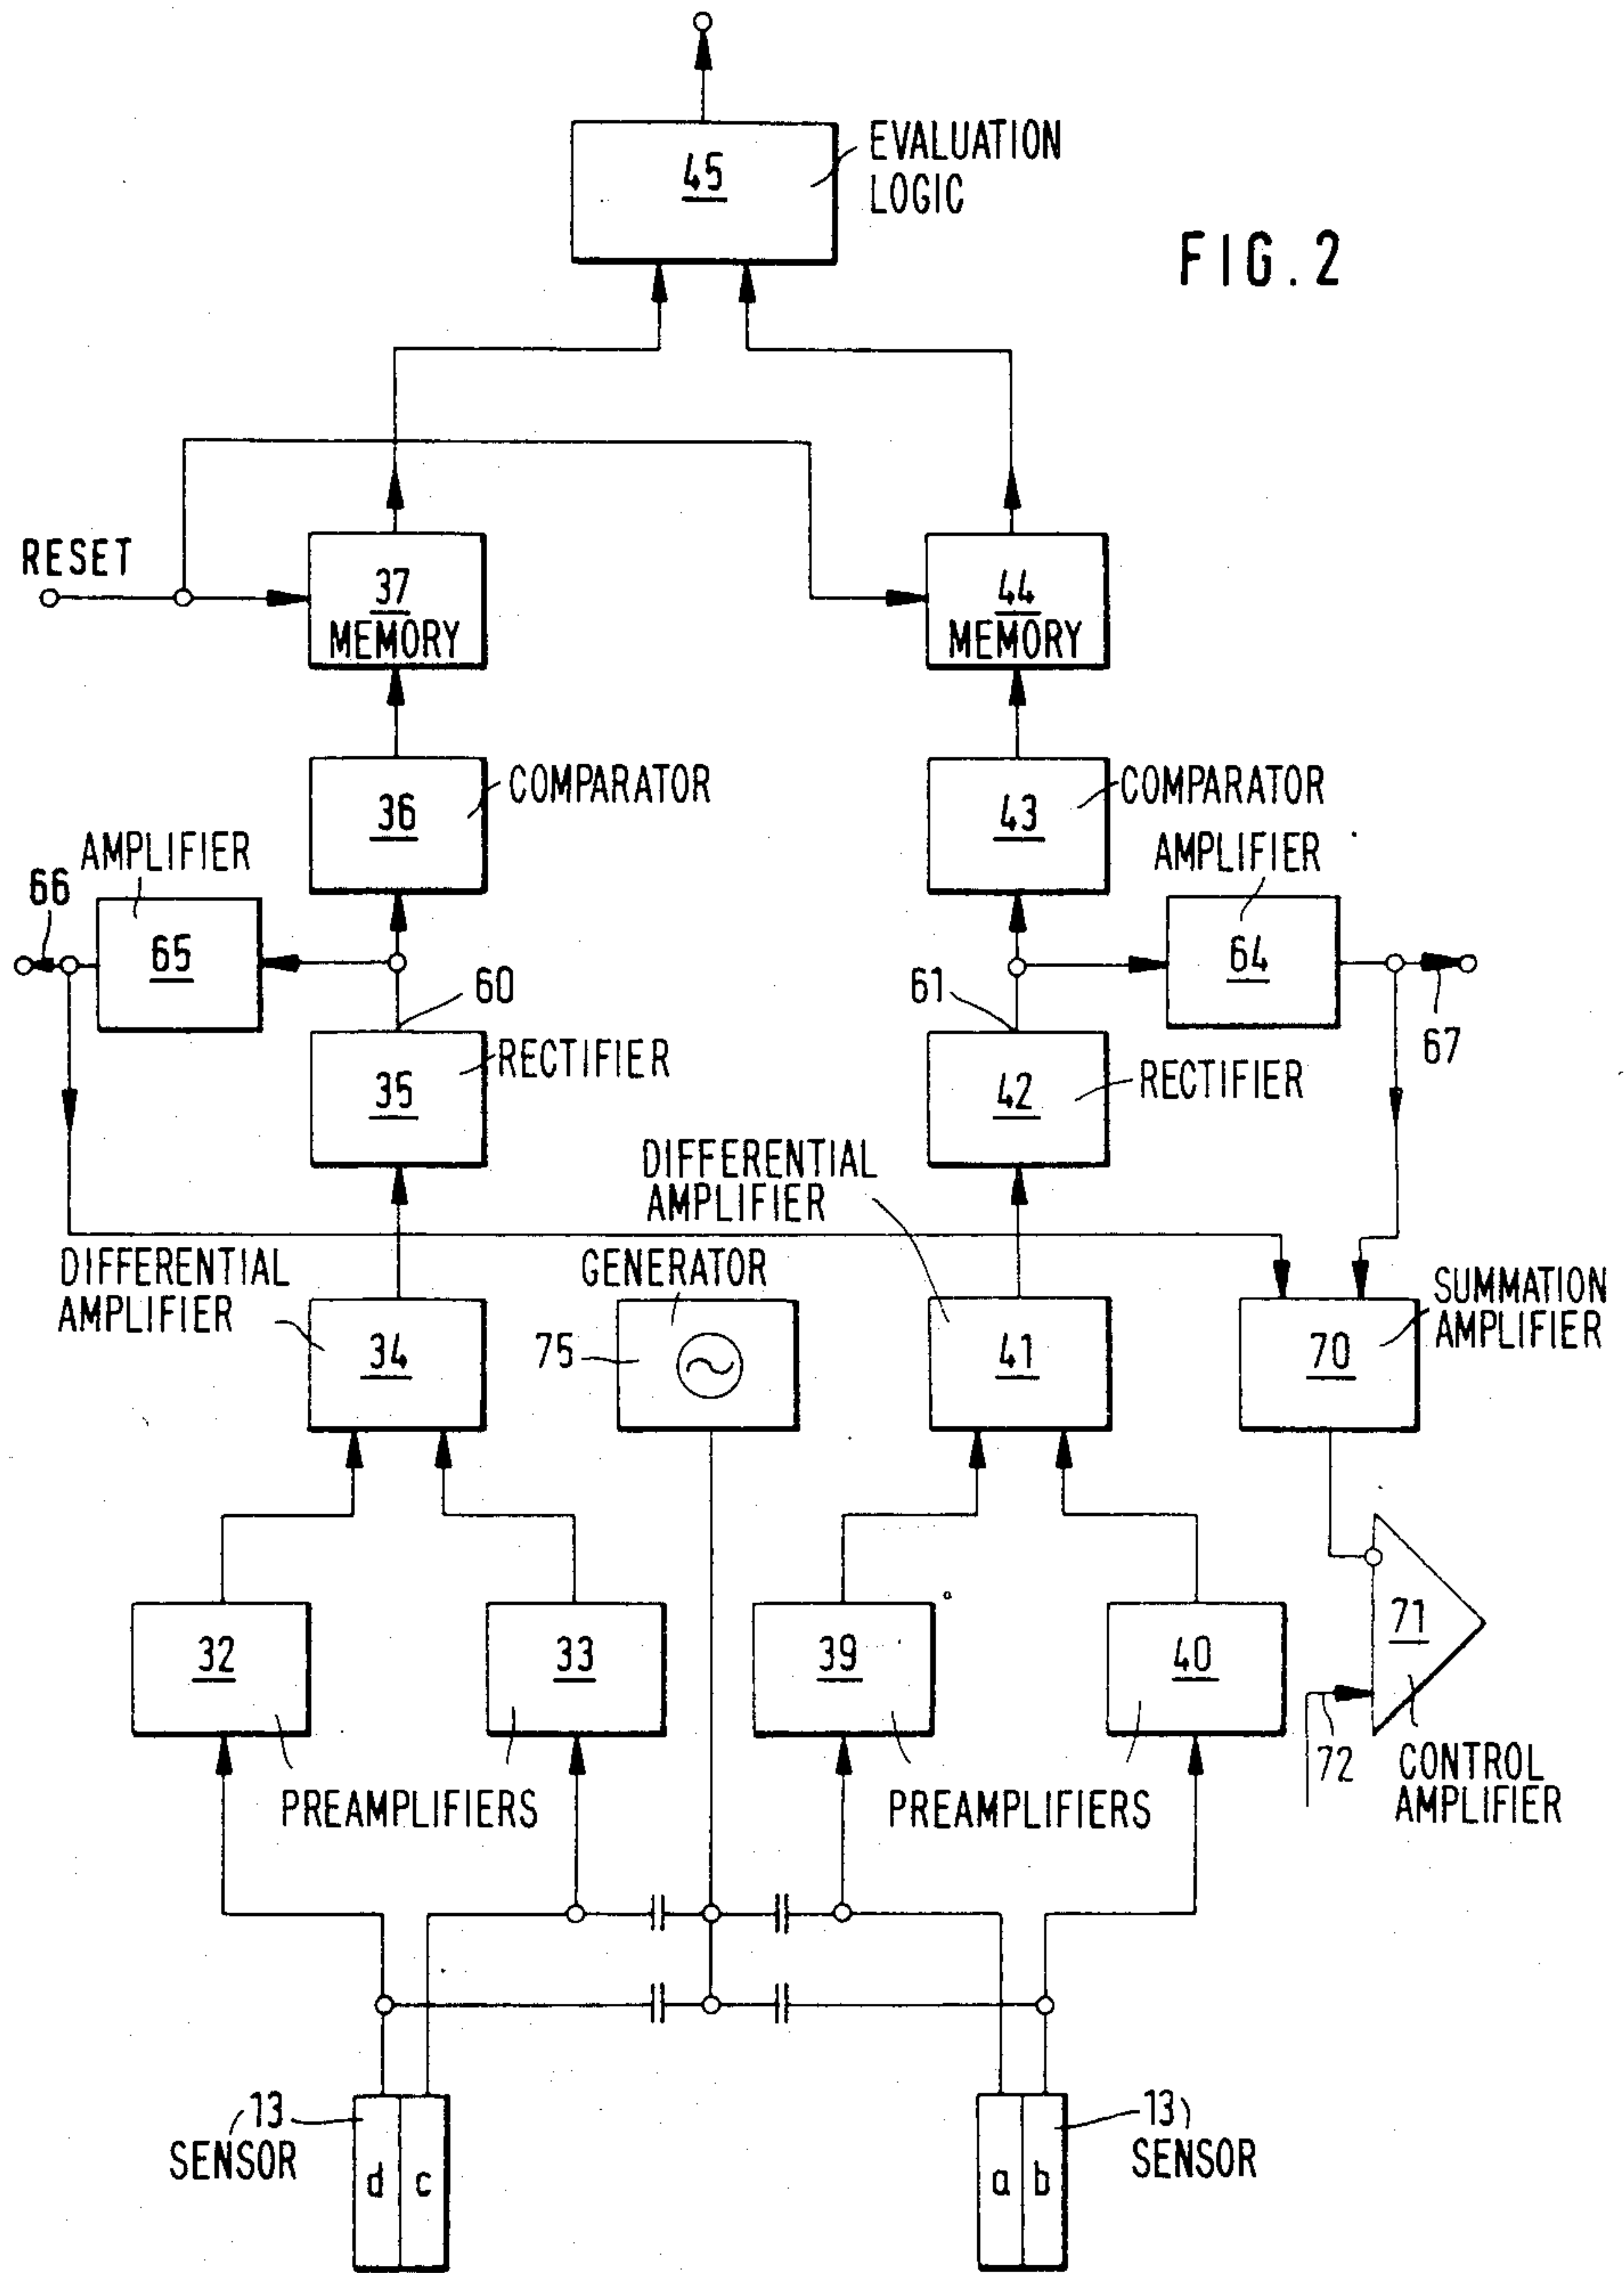 45
EVALUATION
LOGIC
FIG. 2
RESET
37
MEMORY
44
MEMORY
36
COMPARATOR
43
COMPARATOR
AMPLIFIER
AMPLIFIER
66
65
64
60
61
67
35
RECTIFIER
42
RECTIFIER
DIFFERENTIAL
AMPLIFIER
DIFFERENTIAL
AMPLIFIER
GENERATOR
SUMMATION
AMPLIFIER
34
75
41
70
32
33
39
40
71
72
CONTROL
AMPLIFIER
PREAMPLIFIERS
PREAMPLIFIERS
13
SENSOR
d
c
a
b
13
SENSOR